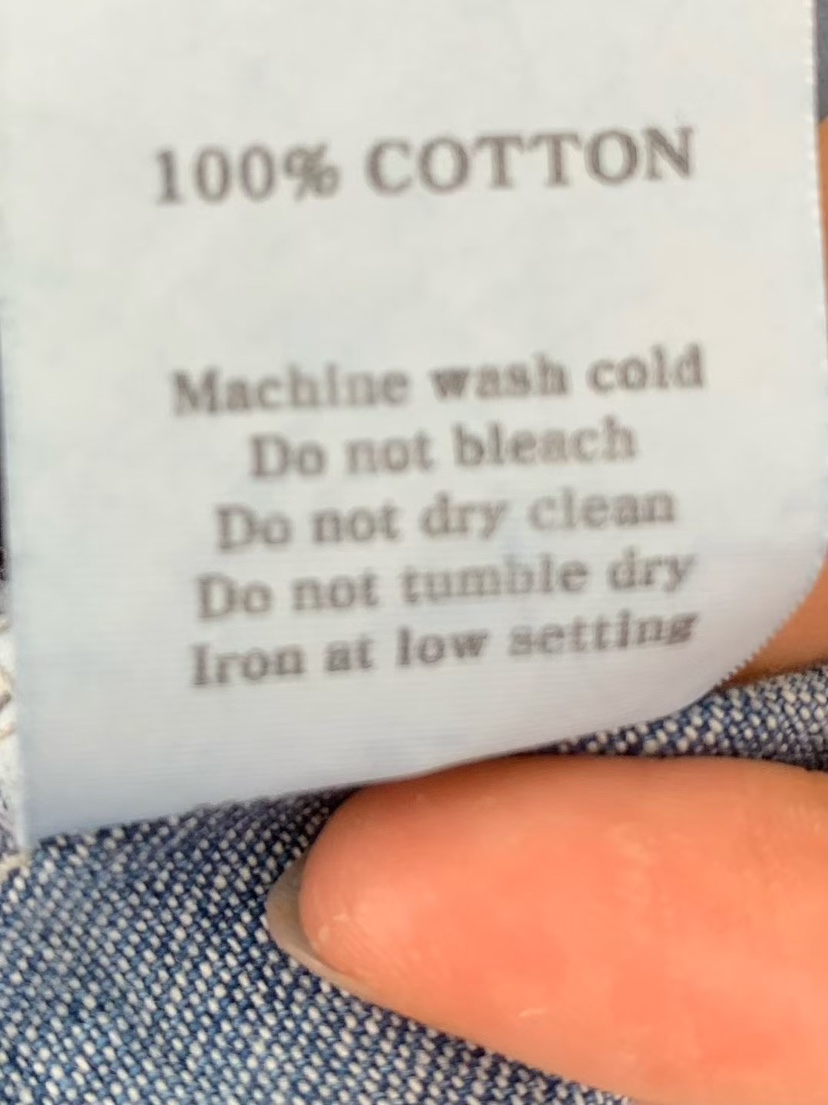 100% COTTON
Machine wash cold
Do not bleach
Do not dry clean
Do not tumble dry
Iron at low setting